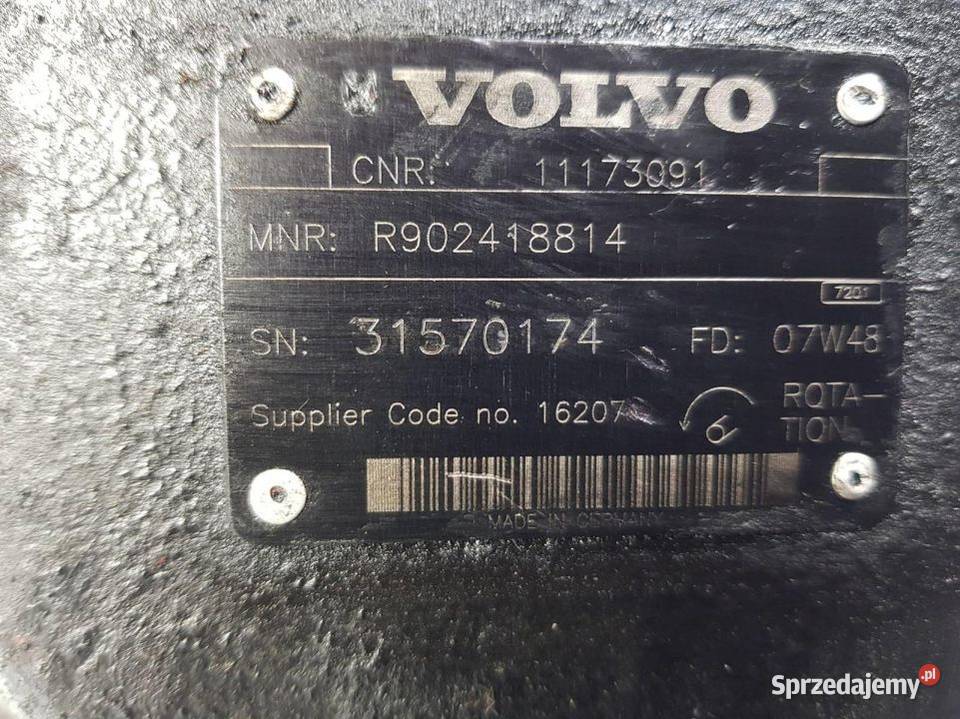 VOLVO
CNR: 11173091
MNR: R902418814
7201
SN: 31570174 FD: 07W48
Supplier Code no. 16207 ROTA-
TION
MADE IN GERMANY
Sprzedajemy.pl